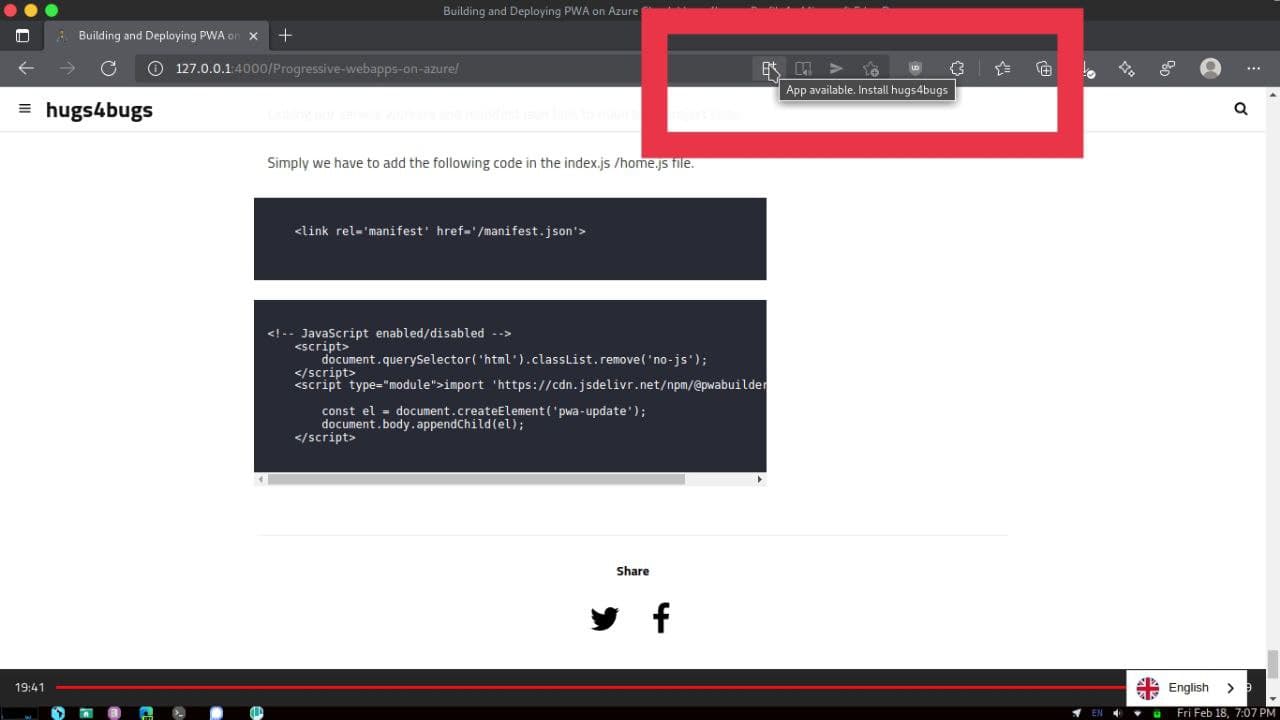 Building and Deploying PWA on Azure
Building and Deploying PWA on
127.0.0.1:4000/Progressive-webapps-on-azure/
App available. Install hugs4bugs
hugs4bugs
Simply we have to add the following code in the index.js /home.js file.
<link rel='manifest' href='/manifest.json'>
<!-- JavaScript enabled/disabled -->
<script>
document.querySelector('html').classList.remove('no-js');
</script>
<script type="module">import 'https://cdn.jsdelivr.net/npm/@pwabuilder
const el = document.createElement('pwa-update');
document.body.appendChild(el);
</script>
Share
19:41
English
9
EN
Fri Feb 18, 7:07 PM